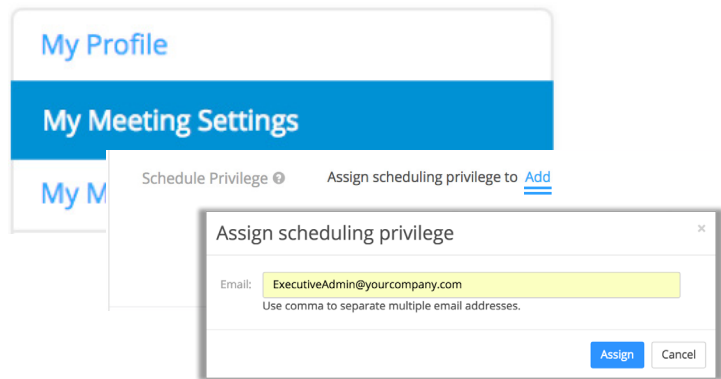 My Profile
My Meeting Settings
My M
Schedule Privilege
Assign scheduling privilege to Add
Assign scheduling privilege
Email: ExecutiveAdmin@yourcompany.com
Use comma to separate multiple email addresses.
Assign Cancel